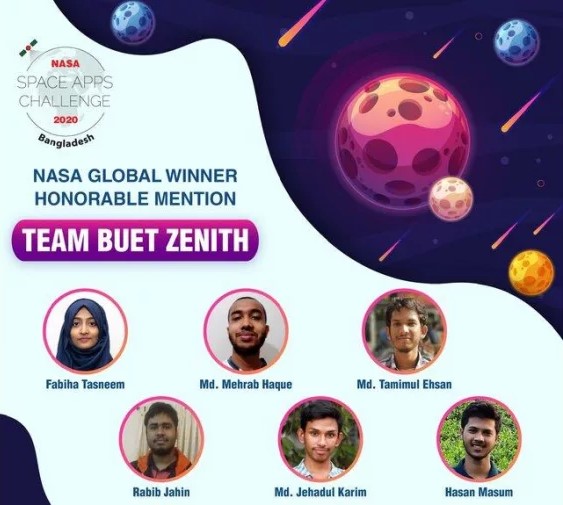 NASA
SPACE APPS
CHALLENGE
2020
Bangladesh
NASA GLOBAL WINNER
HONORABLE MENTION
TEAM BUET ZENITH
Fabiha Tasneem
Md. Mehrab Haque
Md. Tamimul Ehsan
Rabib Jahin
Md. Jehadul Karim
Hasan Masum